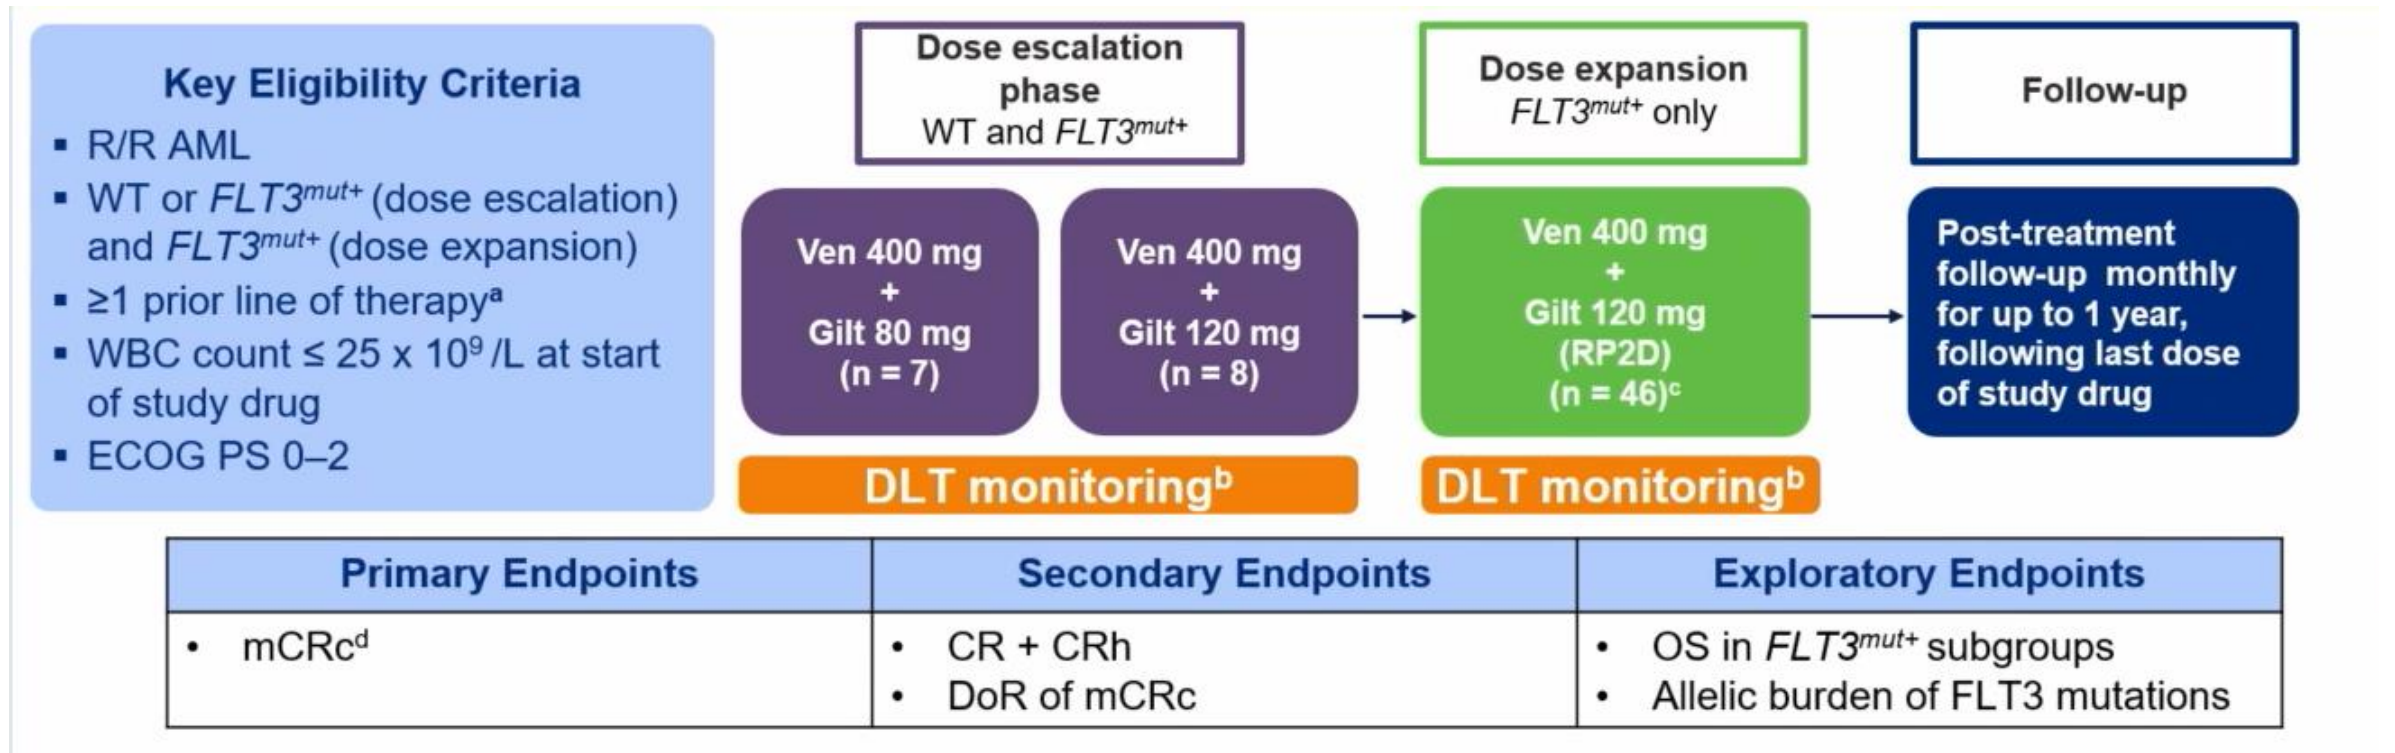 Key Eligibility Criteria
▪ R/R AML
▪ WT or FLT3ᵐᵘᵗ⁺ (dose escalation)
and FLT3ᵐᵘᵗ⁺ (dose expansion)
▪ ≥1 prior line of therapyᵃ
▪ WBC count ≤ 25 x 10⁹ /L at start
of study drug
▪ ECOG PS 0–2
Dose escalation
phase
WT and FLT3ᵐᵘᵗ⁺
Ven 400 mg
+
Gilt 80 mg
(n = 7)
Ven 400 mg
+
Gilt 120 mg
(n = 8)
DLT monitoringᵇ
Dose expansion
FLT3ᵐᵘᵗ⁺ only
Ven 400 mg
+
Gilt 120 mg
(RP2D)
(n = 46)ᶜ
DLT monitoringᵇ
Follow-up
Post-treatment
follow-up monthly
for up to 1 year,
following last dose
of study drug
Primary Endpoints
• mCRcᵈ
Secondary Endpoints
• CR + CRh
• DoR of mCRc
Exploratory Endpoints
• OS in FLT3ᵐᵘᵗ⁺ subgroups
• Allelic burden of FLT3 mutations